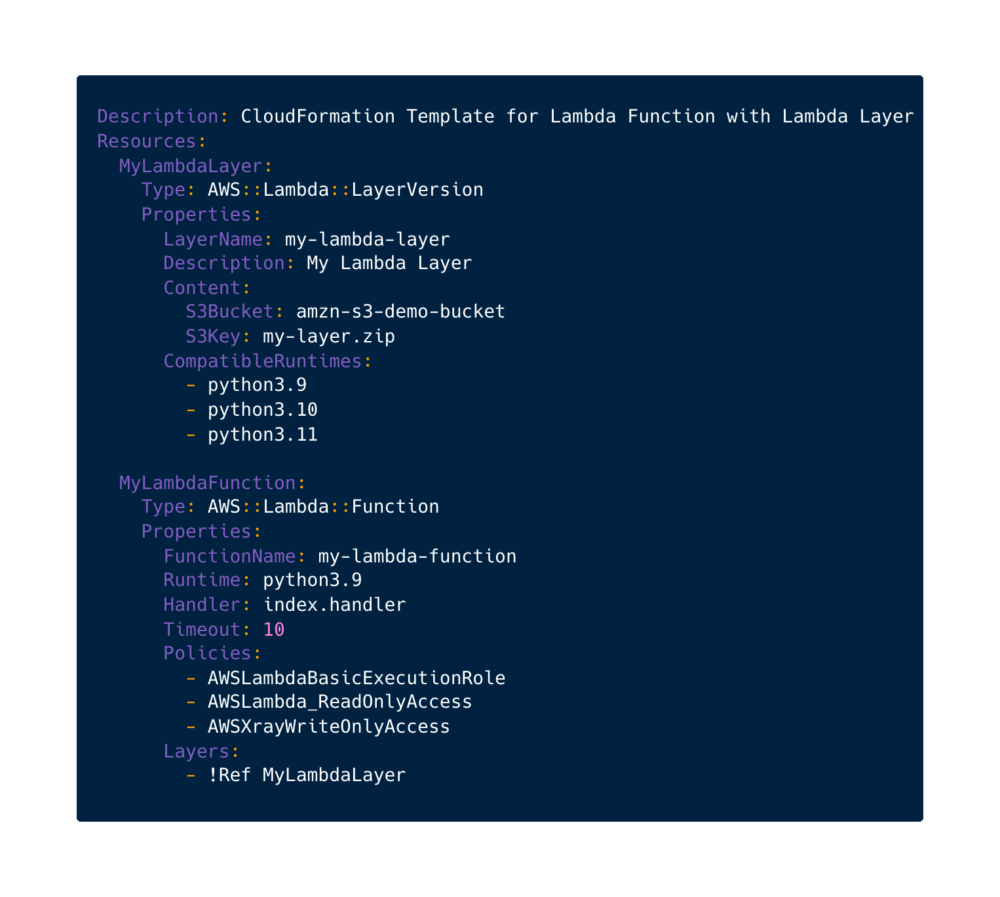 Description: CloudFormation Template for Lambda Function with Lambda Layer
Resources:
  MyLambdaLayer:
    Type: AWS::Lambda::LayerVersion
    Properties:
      LayerName: my-lambda-layer
      Description: My Lambda Layer
      Content:
        S3Bucket: amzn-s3-demo-bucket
        S3Key: my-layer.zip
      CompatibleRuntimes:
        - python3.9
        - python3.10
        - python3.11

  MyLambdaFunction:
    Type: AWS::Lambda::Function
    Properties:
      FunctionName: my-lambda-function
      Runtime: python3.9
      Handler: index.handler
      Timeout: 10
      Policies:
        - AWSLambdaBasicExecutionRole
        - AWSLambda_ReadOnlyAccess
        - AWSXrayWriteOnlyAccess
      Layers:
        - !Ref MyLambdaLayer